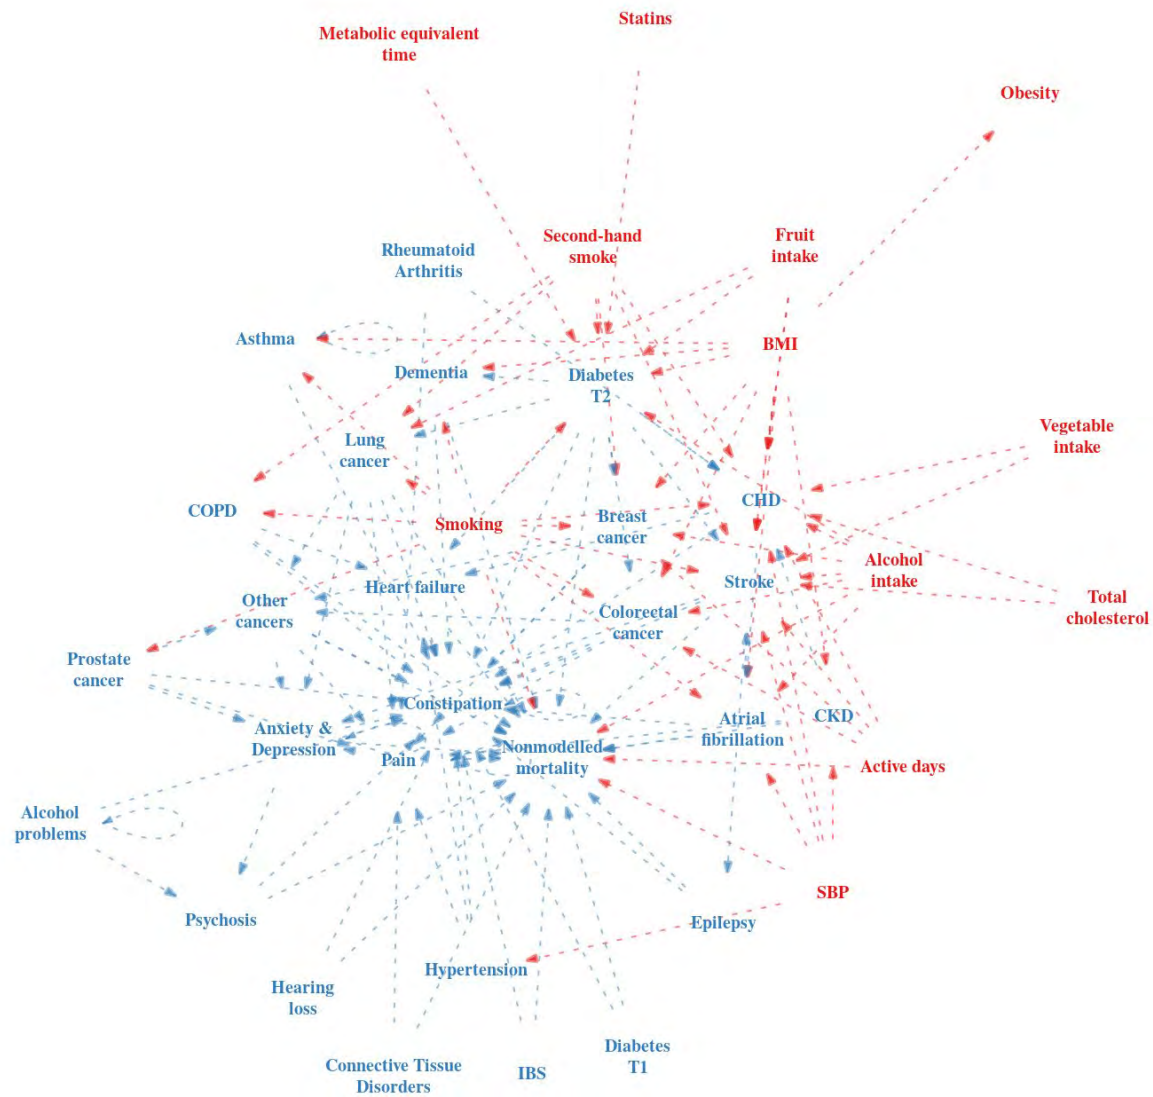 Statins
Metabolic equivalent
time
Obesity
Second-hand
smoke
Fruit
intake
Rheumatoid
Arthritis
Asthma
BMI
Dementia
Diabetes
T2
Vegetable
intake
Lung
cancer
CHD
COPD
Smoking
Breast
cancer
Alcohol
intake
Heart failure
Stroke
Other
cancers
Colorectal
cancer
Total
cholesterol
Prostate
cancer
Constipation
Atrial
fibrillation
CKD
Anxiety &
Depression
Pain
Nonmodelled
mortality
Active days
Alcohol
problems
SBP
Psychosis
Epilepsy
Hypertension
Hearing
loss
Diabetes
T1
Connective Tissue
Disorders
IBS